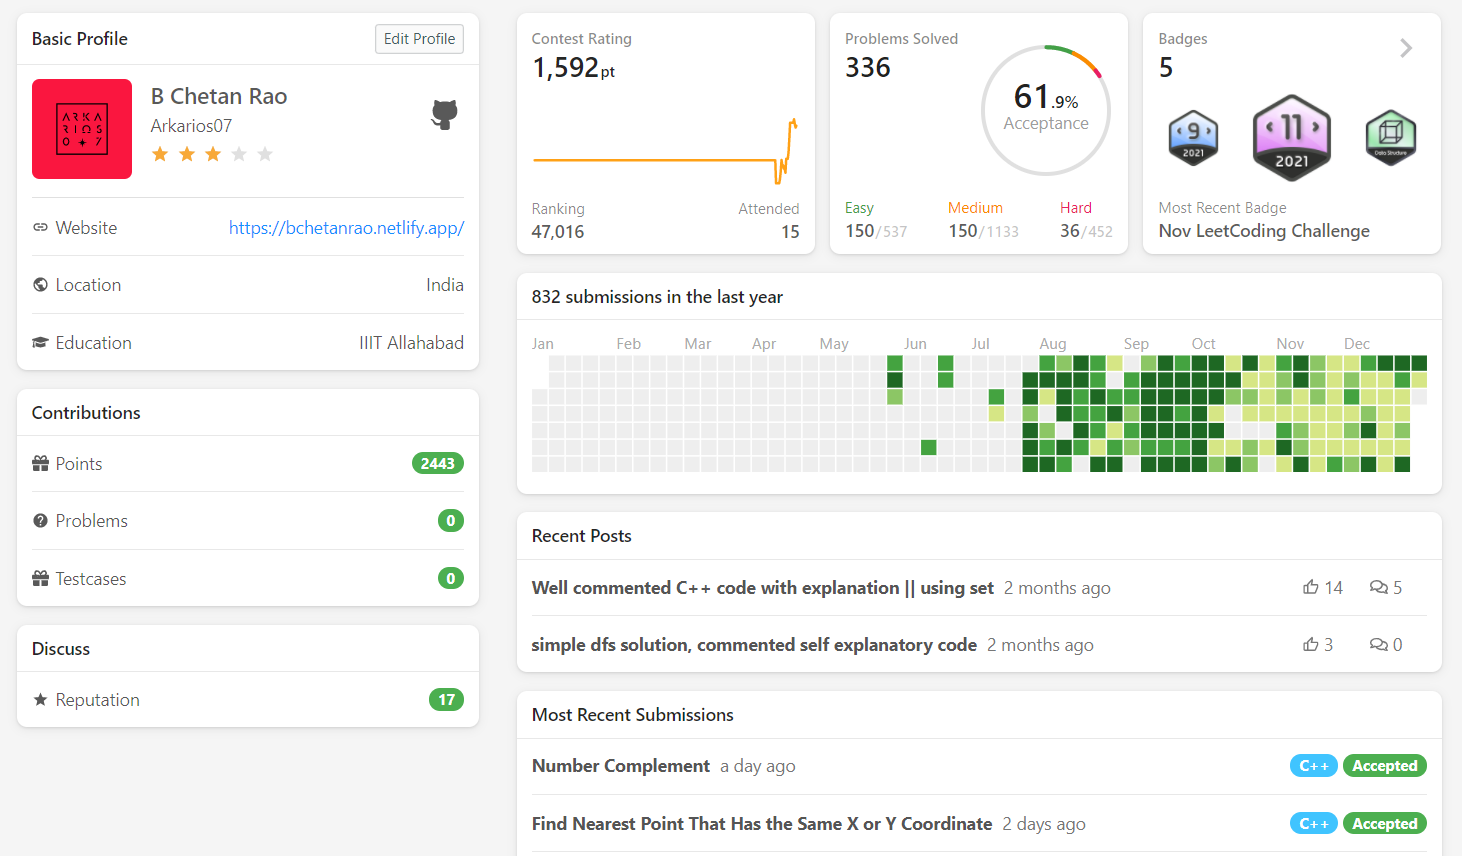 Basic Profile
Edit Profile
ARKA
RIOS
0 7
B Chetan Rao
Arkarios07
Website
https://bchetanrao.netlify.app/
Location
India
Education
IIIT Allahabad
Contributions
Points
2443
Problems
0
Testcases
0
Discuss
Reputation
17
Contest Rating
1,592pt
Ranking
47,016
Attended
15
Problems Solved
336
61.9%
Acceptance
Easy
150/537
Medium
150/1133
Hard
36/452
Badges
5
9
2021
11
2021
Data Structure
Most Recent Badge
Nov LeetCoding Challenge
832 submissions in the last year
Jan Feb Mar Apr May Jun Jul Aug Sep Oct Nov Dec
Recent Posts
Well commented C++ code with explanation || using set 2 months ago 14 5
simple dfs solution, commented self explanatory code 2 months ago 3 0
Most Recent Submissions
Number Complement a day ago C++ Accepted
Find Nearest Point That Has the Same X or Y Coordinate 2 days ago C++ Accepted